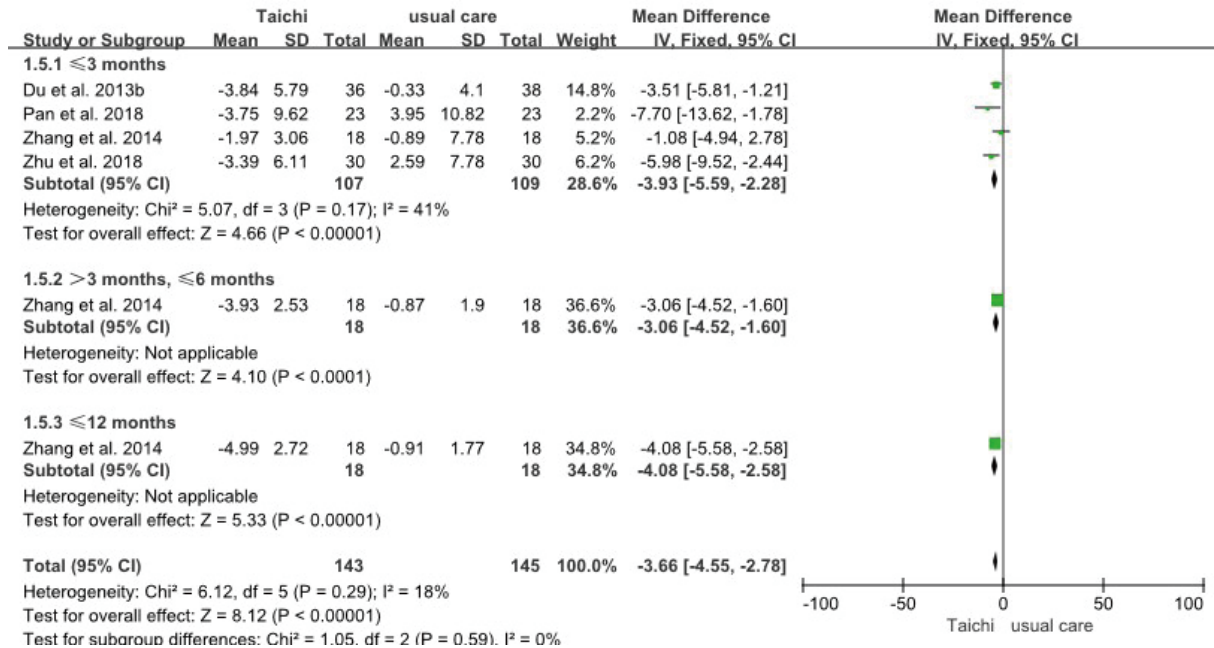 Taichi usual care Mean Difference Mean Difference
Study or Subgroup Mean SD Total Mean SD Total Weight IV, Fixed, 95% CI IV, Fixed, 95% CI
1.5.1 ≤3 months
Du et al. 2013b -3.84 5.79 36 -0.33 4.1 38 14.8% -3.51 [-5.81, -1.21]
Pan et al. 2018 -3.75 9.62 23 3.95 10.82 23 2.2% -7.70 [-13.62, -1.78]
Zhang et al. 2014 -1.97 3.06 18 -0.89 7.78 18 5.2% -1.08 [-4.94, 2.78]
Zhu et al. 2018 -3.39 6.11 30 2.59 7.78 30 6.2% -5.98 [-9.52, -2.44]
Subtotal (95% CI) 107 109 28.6% -3.93 [-5.59, -2.28]
Heterogeneity: Chi² = 5.07, df = 3 (P = 0.17); I² = 41%
Test for overall effect: Z = 4.66 (P < 0.00001)
1.5.2 >3 months, ≤6 months
Zhang et al. 2014 -3.93 2.53 18 -0.87 1.9 18 36.6% -3.06 [-4.52, -1.60]
Subtotal (95% CI) 18 18 36.6% -3.06 [-4.52, -1.60]
Heterogeneity: Not applicable
Test for overall effect: Z = 4.10 (P < 0.0001)
1.5.3 ≤12 months
Zhang et al. 2014 -4.99 2.72 18 -0.91 1.77 18 34.8% -4.08 [-5.58, -2.58]
Subtotal (95% CI) 18 18 34.8% -4.08 [-5.58, -2.58]
Heterogeneity: Not applicable
Test for overall effect: Z = 5.33 (P < 0.00001)
Total (95% CI) 143 145 100.0% -3.66 [-4.55, -2.78]
Heterogeneity: Chi² = 6.12, df = 5 (P = 0.29); I² = 18%
Test for overall effect: Z = 8.12 (P < 0.00001)
Test for subgroup differences: Chi² = 1.05, df = 2 (P = 0.59), I² = 0%
-100 -50 0 50 100
Taichi usual care